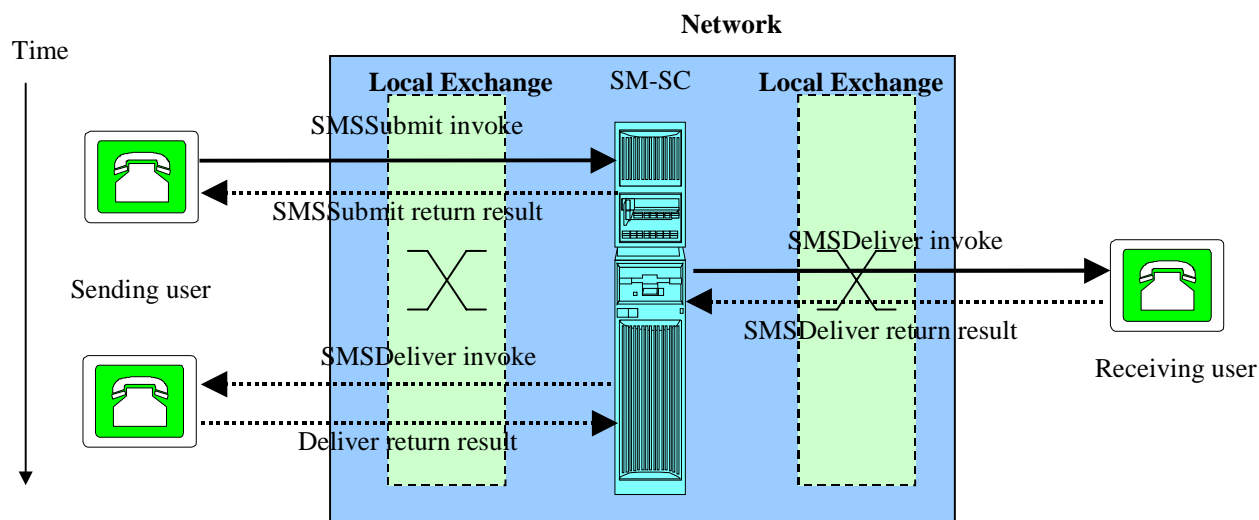 Network
Time
Local Exchange
SM-SC
Local Exchange
SMSSubmit invoke
SMSSubmit return result
SMSDeliver invoke
Sending user
SMSDeliver return result
SMSDeliver invoke
Receiving user
Deliver return result